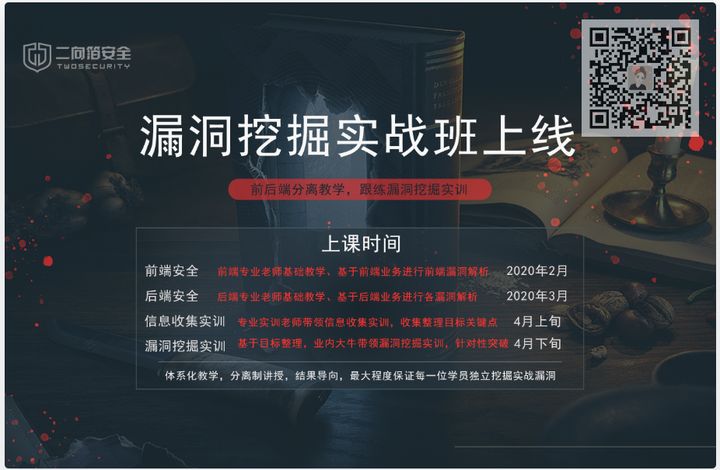 二向箔安全
TWOSECURITY
漏洞挖掘实战班上线
前后端分离教学，跟练漏洞挖掘实训
上课时间
前端安全 前端专业老师基础教学、基于前端业务进行前端漏洞解析 2020年2月
后端安全 后端专业老师基础教学、基于后端业务进行各漏洞解析 2020年3月
信息收集实训 专业实训老师带领信息收集实训，收集整理目标关键点 4月上旬
漏洞挖掘实训 基于目标整理，业内大牛带领漏洞挖掘实训，针对性突破 4月下旬
体系化教学，分离制讲授，结果导向，最大程度保证每一位学员独立挖掘实战漏洞